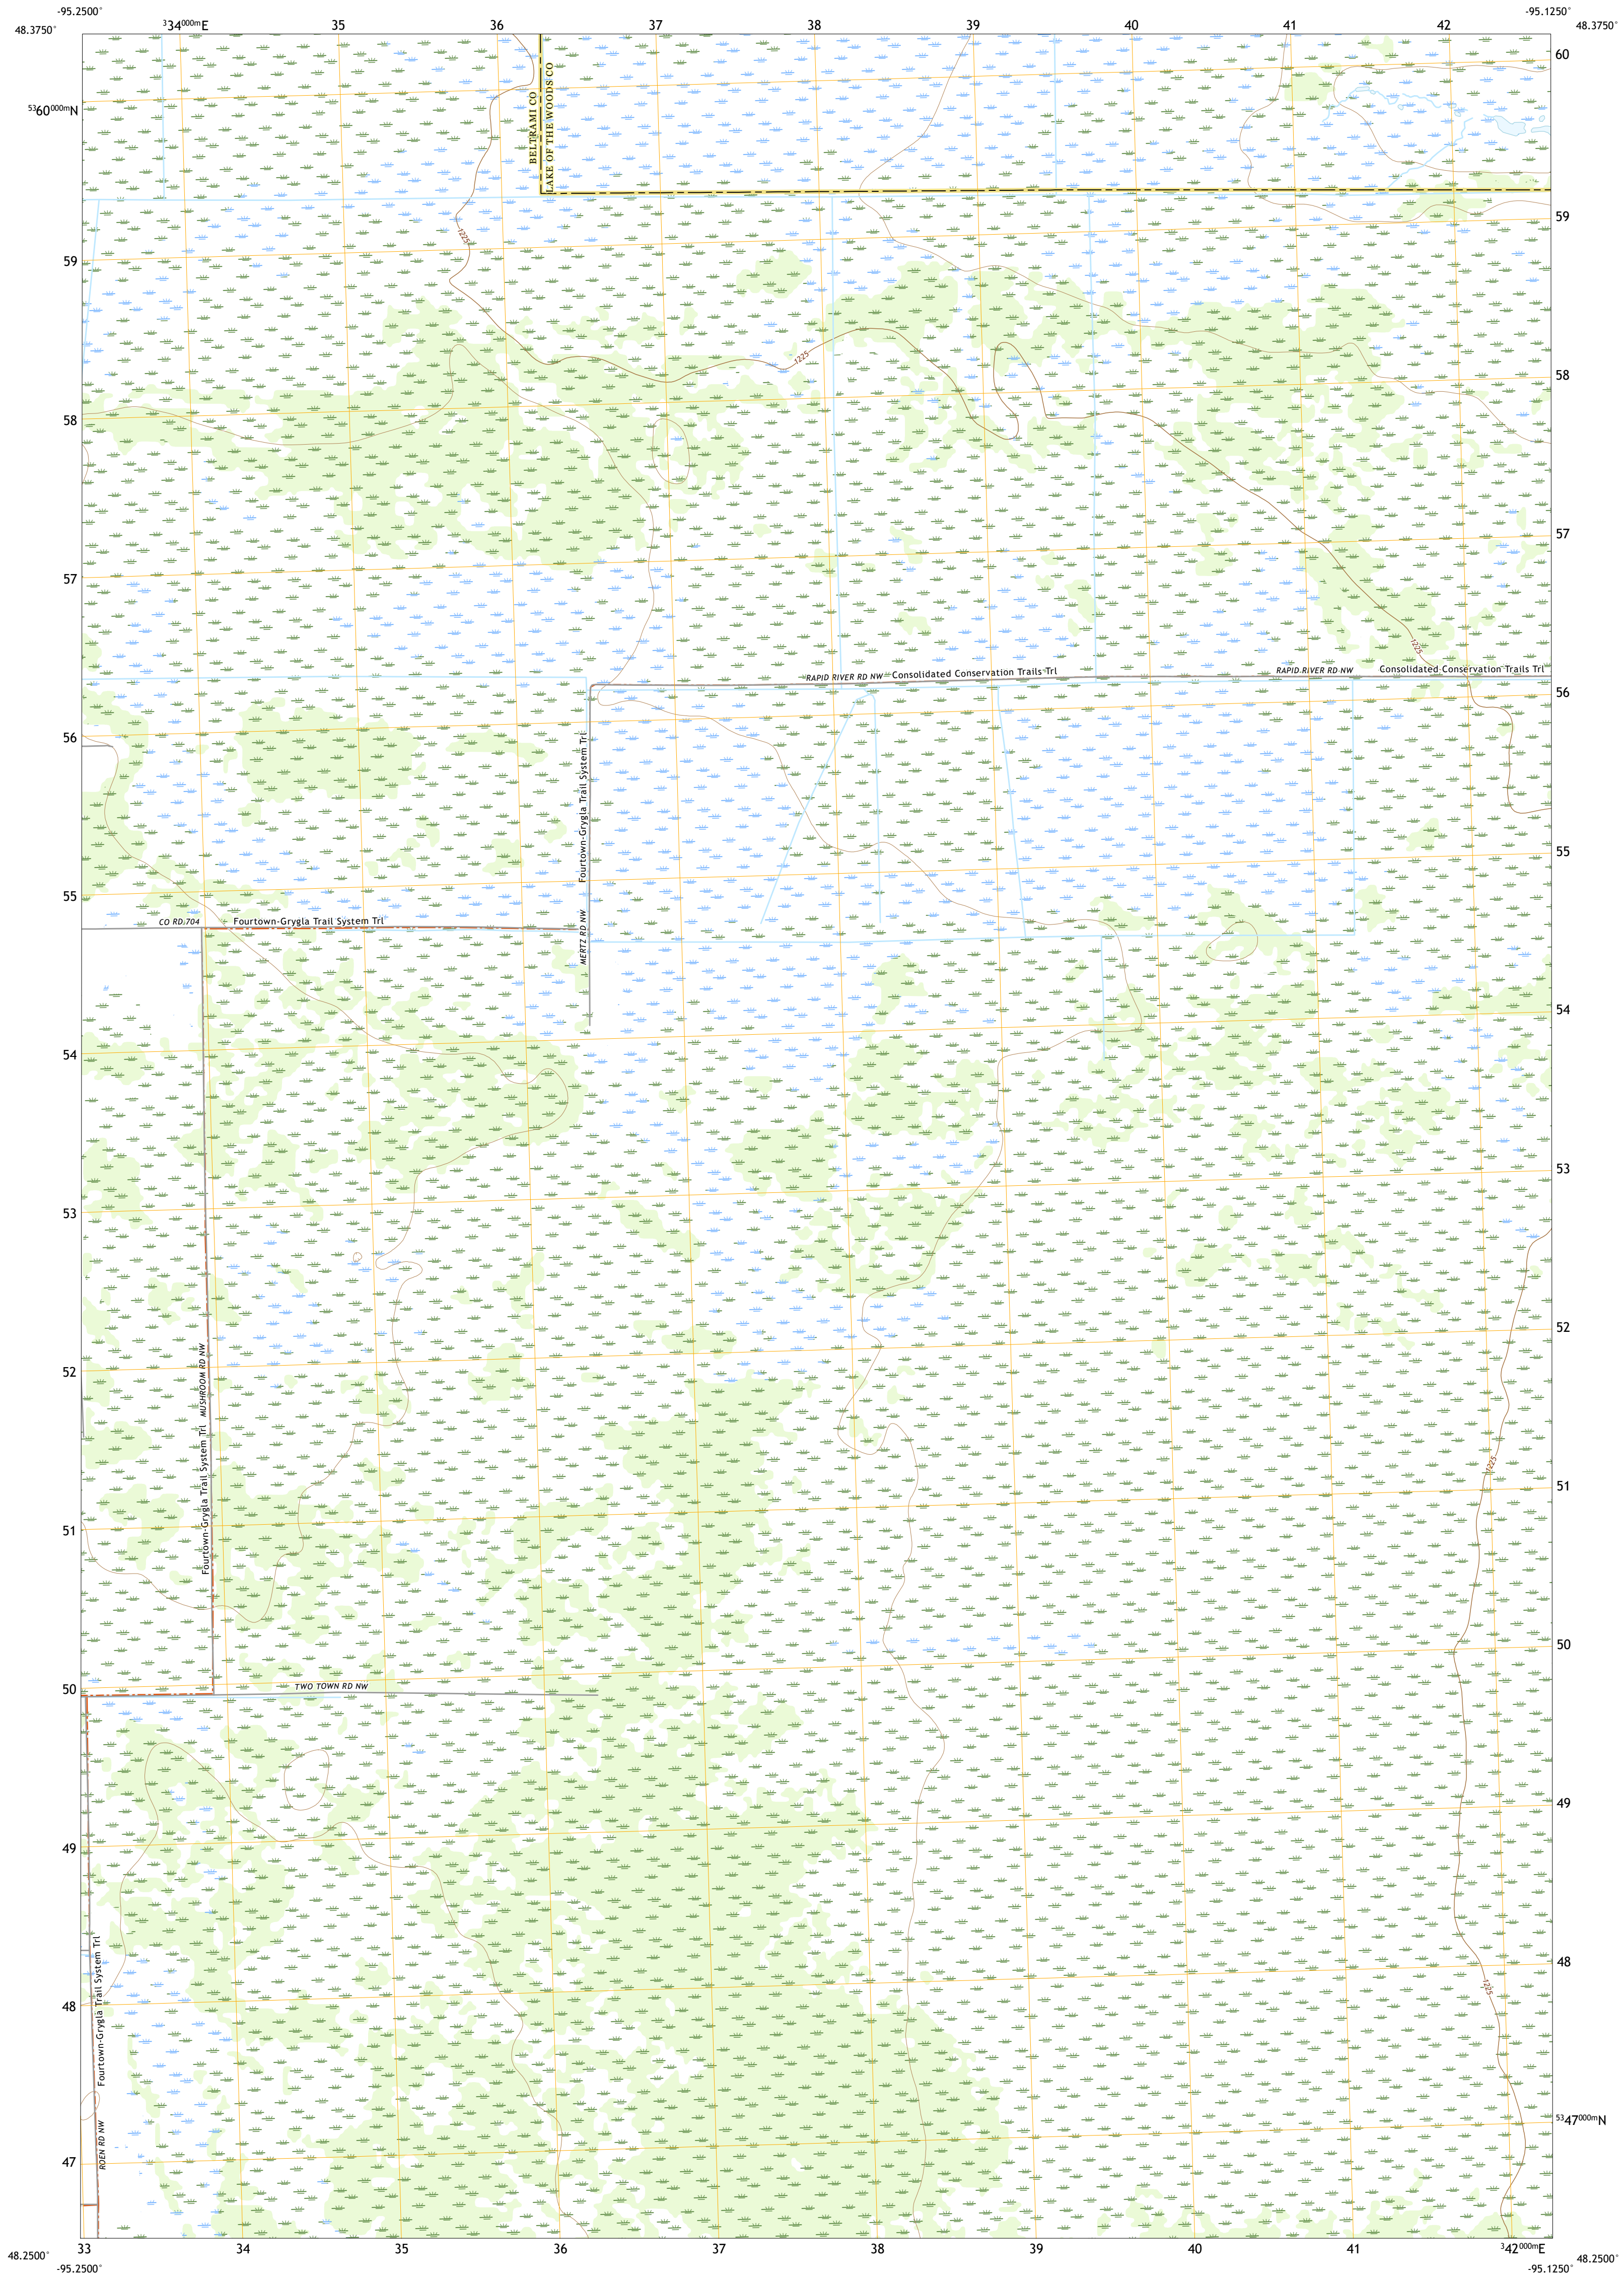 -95.2500° -95.1250°
48.3750° 334000mE 35 36 37 38 39 40 41 42 48.3750°
60
5360000mN
BELTRAMI CO
LAKE OF THE WOODS CO
59
1225
59
1225
58
58
57
57
1225
RAPID RIVER RD NW Consolidated Conservation Trails Trl RAPID RIVER RD NW Consolidated Conservation Trails Trl
56
56
Fourtown-Grygla Trail System Trl
55
55
CO RD 704 Fourtown-Grygla Trail System Trl
MERTZ RD NW
54
54
53
53
52
52
MUSHROOM RD NW
Fourtown-Grygla Trail System Trl
1225
51
51
50
50
TWO TOWN RD NW
49
49
48
48
1225
Fourtown-Grygla Trail System Trl
ROEN RD NW
5347000mN
47
33 34 35 36 37 38 39 40 41 342000mE
48.2500° 48.2500°
-95.2500° -95.1250°